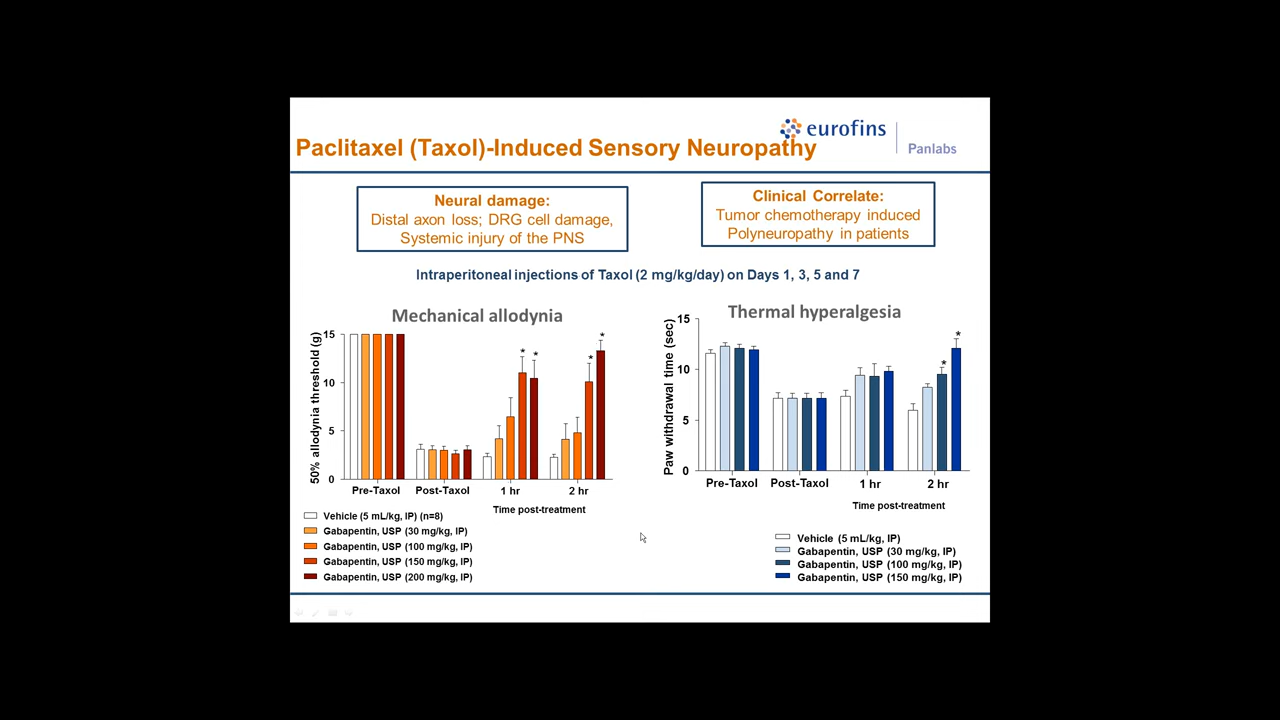 eurofins
Panlabs
Paclitaxel (Taxol)-Induced Sensory Neuropathy
Neural damage:
Distal axon loss; DRG cell damage,
Systemic injury of the PNS
Clinical Correlate:
Tumor chemotherapy induced
Polyneuropathy in patients
Intraperitoneal injections of Taxol (2 mg/kg/day) on Days 1, 3, 5 and 7
Mechanical allodynia
50% allodynia threshold (g)
15
10
5
0
* * * *
Pre-Taxol Post-Taxol 1 hr 2 hr
Time post-treatment
Vehicle (5 mL/kg, IP) (n=8)
Gabapentin, USP (30 mg/kg, IP)
Gabapentin, USP (100 mg/kg, IP)
Gabapentin, USP (150 mg/kg, IP)
Gabapentin, USP (200 mg/kg, IP)
Thermal hyperalgesia
Paw withdrawal time (sec)
15
10
5
0
* *
Pre-Taxol Post-Taxol 1 hr 2 hr
Time post-treatment
Vehicle (5 mL/kg, IP)
Gabapentin, USP (30 mg/kg, IP)
Gabapentin, USP (100 mg/kg, IP)
Gabapentin, USP (150 mg/kg, IP)